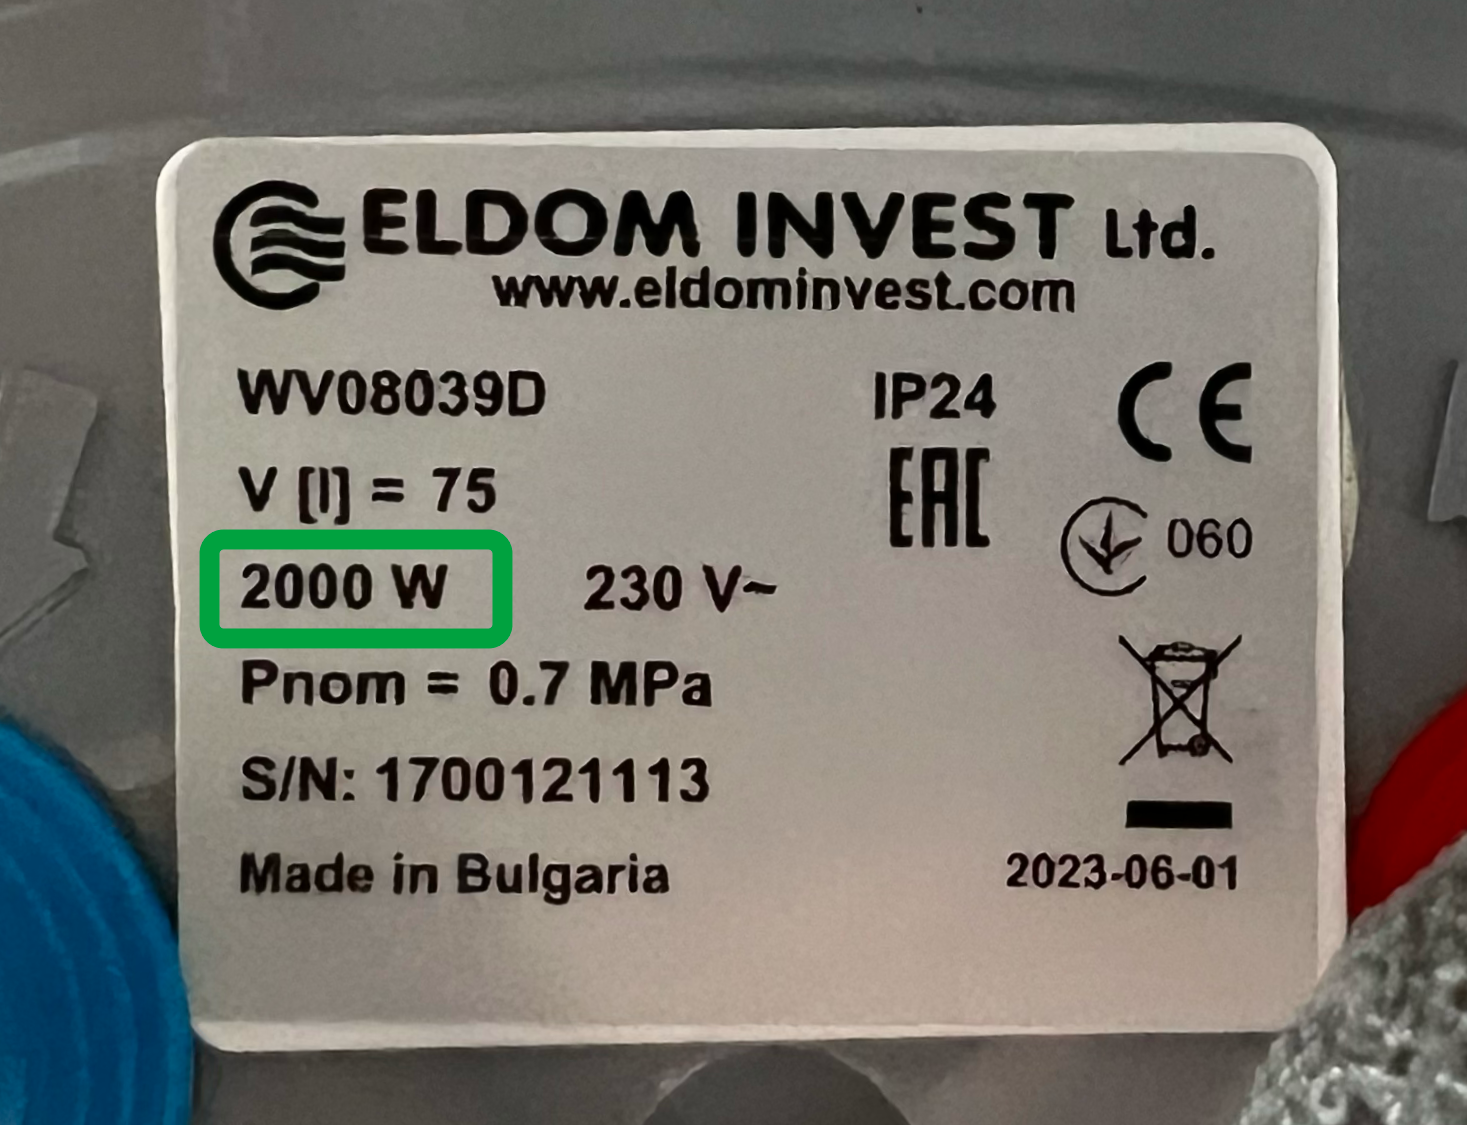 ELDOM INVEST Ltd.
www.eldominvest.com
WV08039D IP24 CE
V [l] = 75 EAC
060
2000 W 230 V~
Pnom = 0.7 MPa
S/N: 1700121113
Made in Bulgaria 2023-06-01